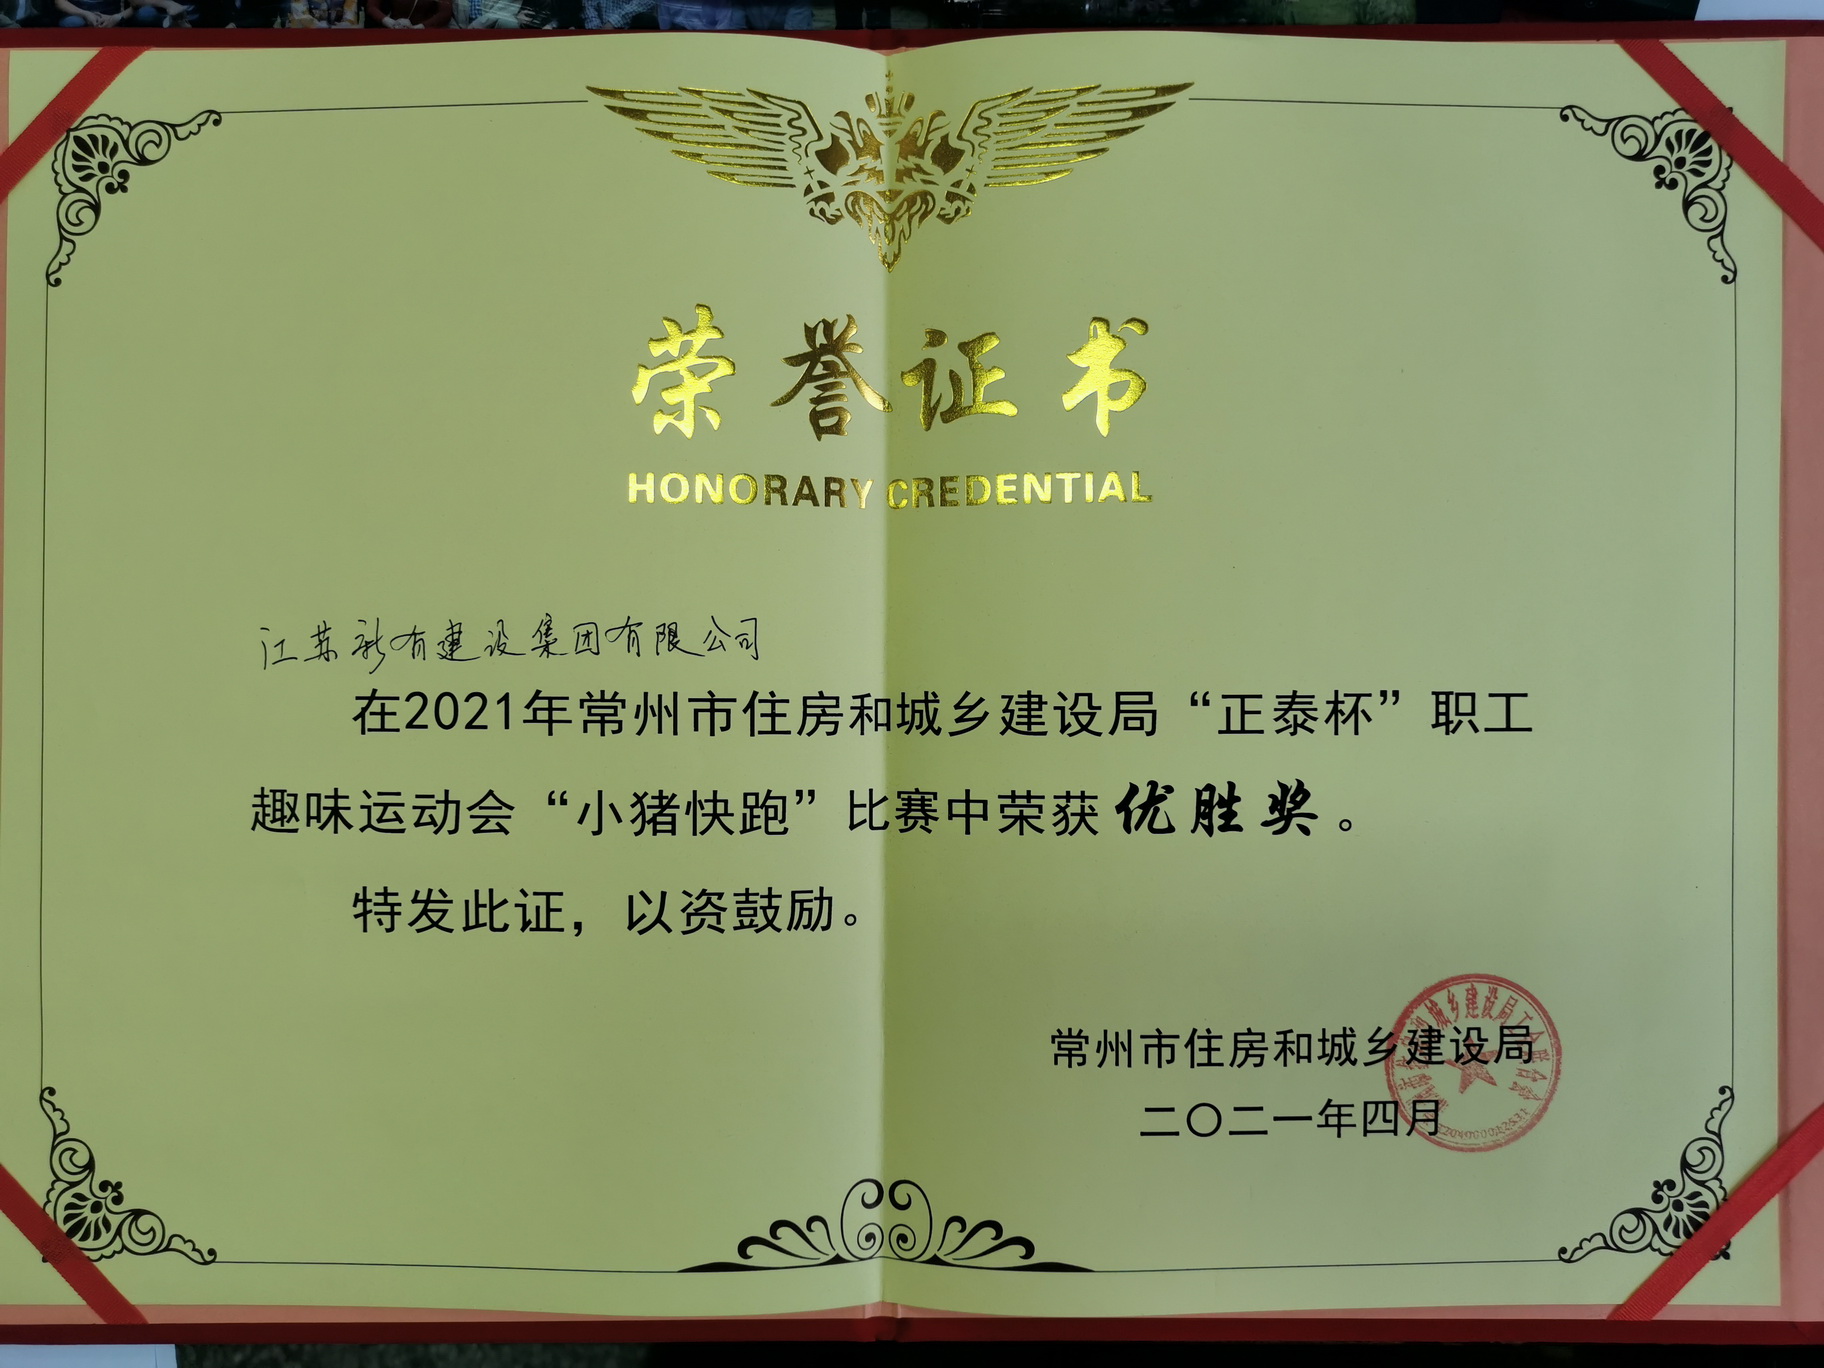 荣誉证书
HONORARY CREDENTIAL
江苏新有建设集团有限公司
在2021年常州市住房和城乡建设局“正泰杯”职工
趣味运动会“小猪快跑”比赛中荣获优胜奖。
特发此证，以资鼓励。
常州市住房和城乡建设局
二〇二一年四月